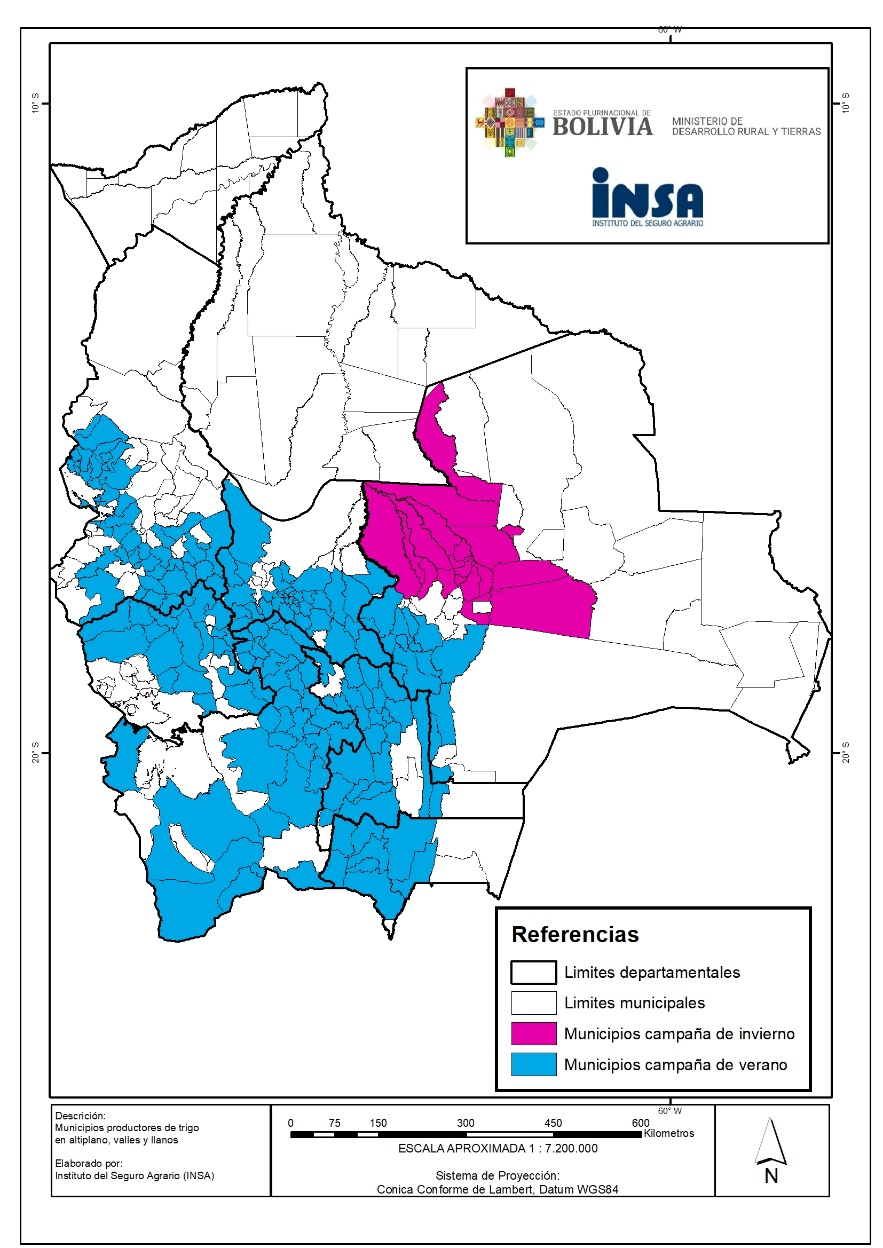 60° W
10° S
10° S
ESTADO PLURINACIONAL DE
BOLIVIA
MINISTERIO DE
DESARROLLO RURAL Y TIERRAS
INSA
INSTITUTO DEL SEGURO AGRARIO
20° S
20° S
Referencias
Limites departamentales
Limites municipales
Municipios campaña de invierno
Municipios campaña de verano
60° W
Descripción:
Municipios productores de trigo
en altiplano, valles y llanos
Elaborado por:
Instituto del Seguro Agrario (INSA)
0 75 150 300 450 600
Kilometros
ESCALA APROXIMADA 1 : 7.200.000
Sistema de Proyección:
Conica Conforme de Lambert, Datum WGS84
N